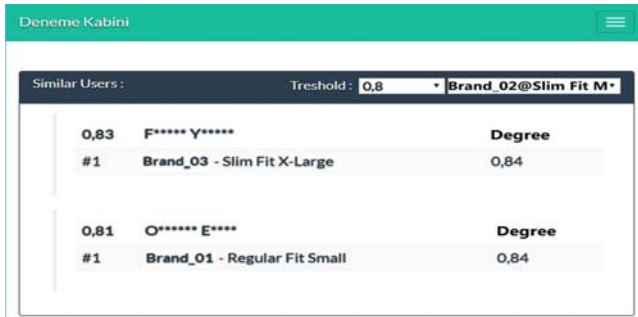 Deneme Kabini
Similar Users : Treshold : 0,8 Brand_02@Slim Fit M
0,83 F***** Y***** Degree
#1 Brand_03 - Slim Fit X-Large 0,84
0,81 O****** E**** Degree
#1 Brand_01 - Regular Fit Small 0,84